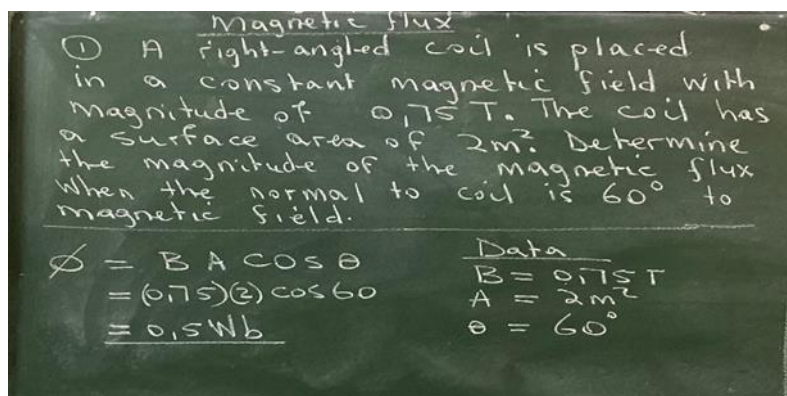 Magnetic flux
① A right-angled coil is placed
in a constant magnetic field with
magnitude of 0,75 T. The coil has
a surface area of 2m². Determine
the magnitude of the magnetic flux
When the normal to coil is 60° to
magnetic field.
Ø = B A cos θ
= (0,75)(2) cos 60
= 0,5 Wb
Data
B = 0,75 T
A = 2m²
θ = 60°